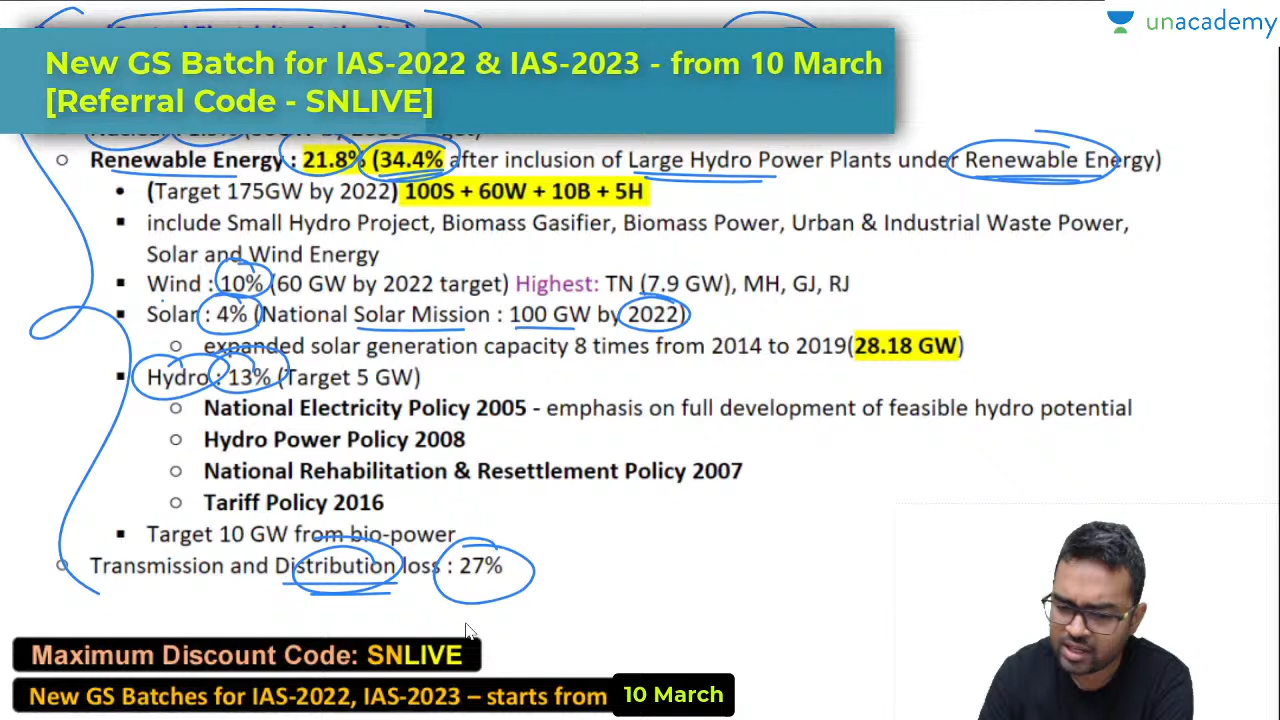 unacademy
New GS Batch for IAS-2022 & IAS-2023 - from 10 March
[Referral Code - SNLIVE]
Renewable Energy : 21.8% (34.4% after inclusion of Large Hydro Power Plants under Renewable Energy)
(Target 175GW by 2022) 100S + 60W + 10B + 5H
include Small Hydro Project, Biomass Gasifier, Biomass Power, Urban & Industrial Waste Power,
Solar and Wind Energy
Wind : 10% (60 GW by 2022 target) Highest: TN (7.9 GW), MH, GJ, RJ
Solar : 4% (National Solar Mission : 100 GW by 2022)
expanded solar generation capacity 8 times from 2014 to 2019(28.18 GW)
Hydro : 13% (Target 5 GW)
National Electricity Policy 2005 - emphasis on full development of feasible hydro potential
Hydro Power Policy 2008
National Rehabilitation & Resettlement Policy 2007
Tariff Policy 2016
Target 10 GW from bio-power
Transmission and Distribution loss : 27%
Maximum Discount Code: SNLIVE
New GS Batches for IAS-2022, IAS-2023 – starts from 10 March